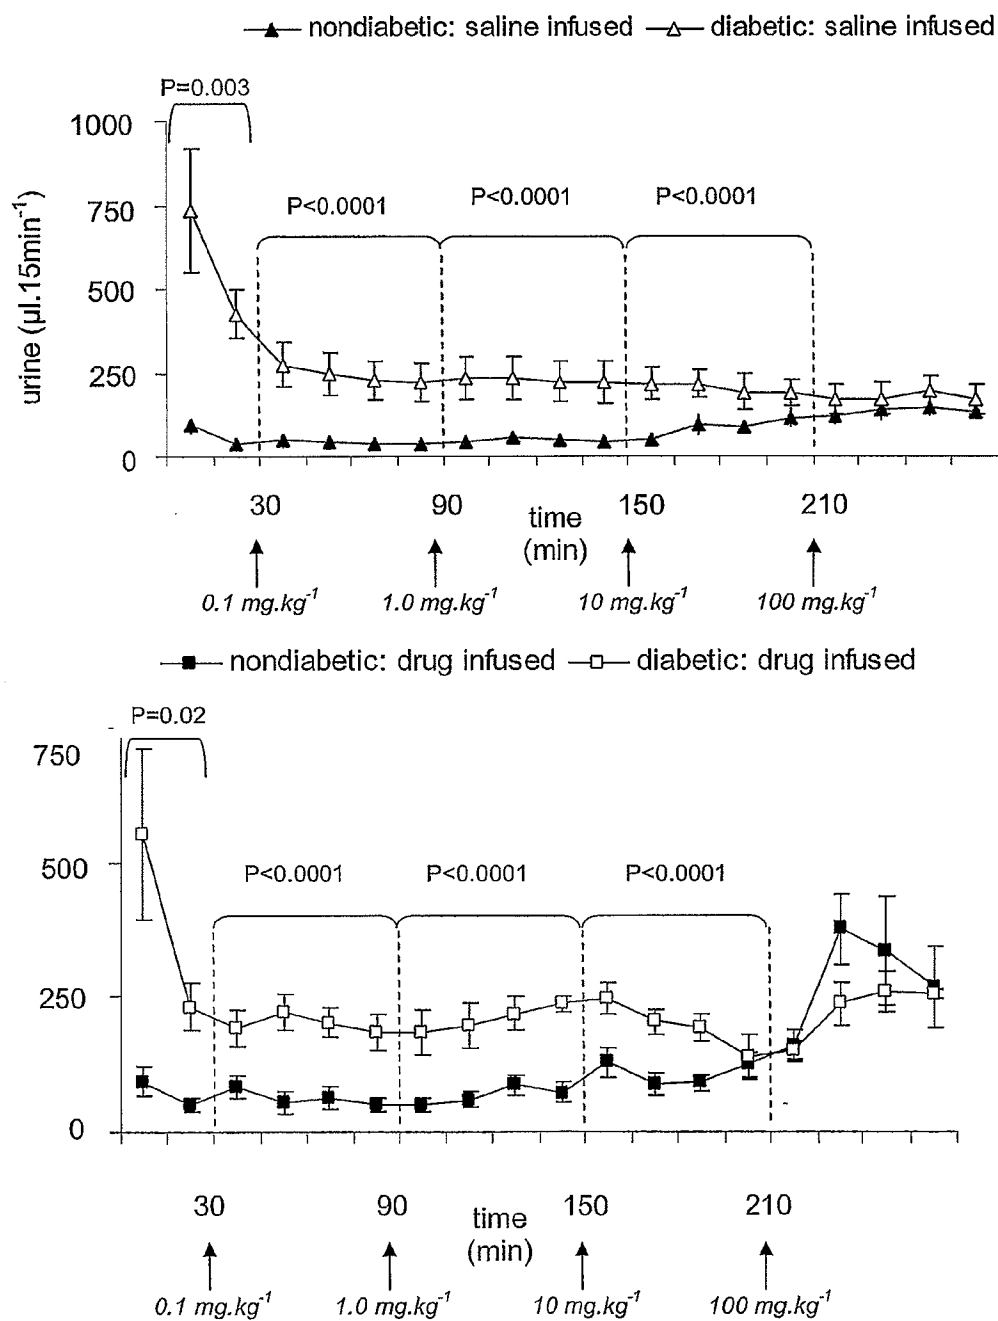 nondiabetic: saline infused diabetic: saline infused
P=0.003
1000
750
500
250
0
urine (µl.15min⁻¹)
P<0.0001 P<0.0001 P<0.0001
30 90 150 210
time
(min)
0.1 mg.kg⁻¹ 1.0 mg.kg⁻¹ 10 mg.kg⁻¹ 100 mg.kg⁻¹
nondiabetic: drug infused diabetic: drug infused
P=0.02
750
500
250
0
P<0.0001 P<0.0001 P<0.0001
30 90 150 210
time
(min)
0.1 mg.kg⁻¹ 1.0 mg.kg⁻¹ 10 mg.kg⁻¹ 100 mg.kg⁻¹